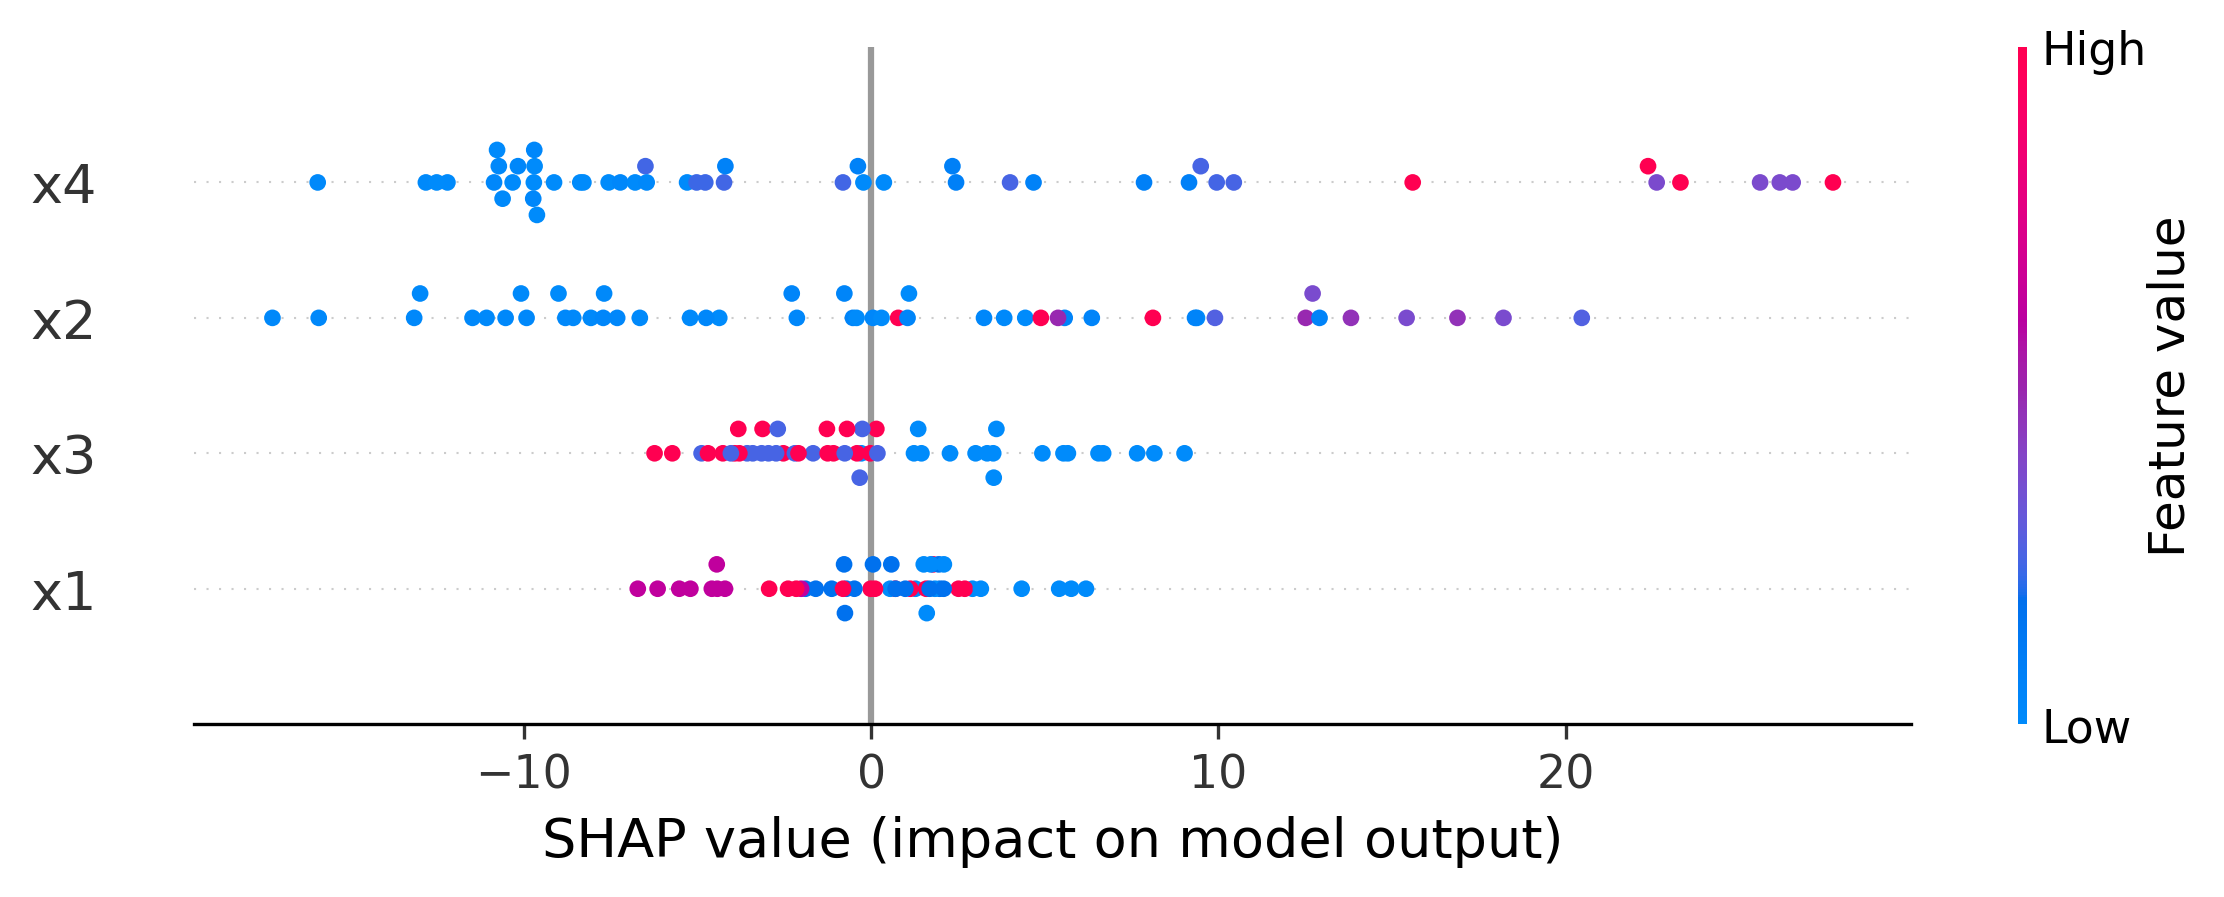 High
x4
x2
x3
x1
Feature value
Low
−10 0 10 20
SHAP value (impact on model output)